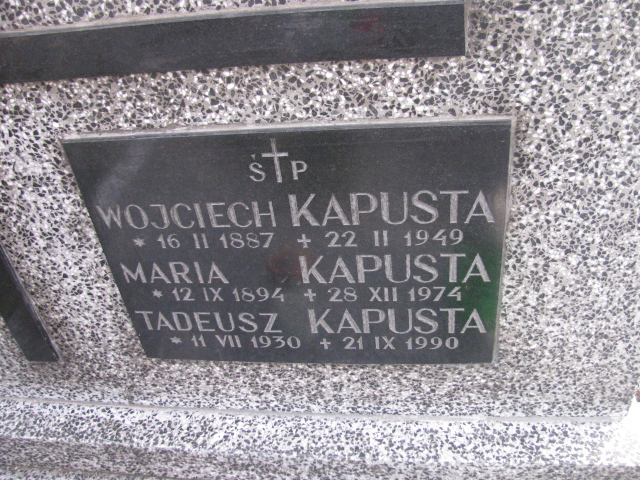 Ś†P
WOJCIECH KAPUSTA
* 16 II 1887 + 22 II 1949
MARIA KAPUSTA
* 12 IX 1894 + 28 XII 1974
TADEUSZ KAPUSTA
* 11 VII 1930 + 21 IX 1990